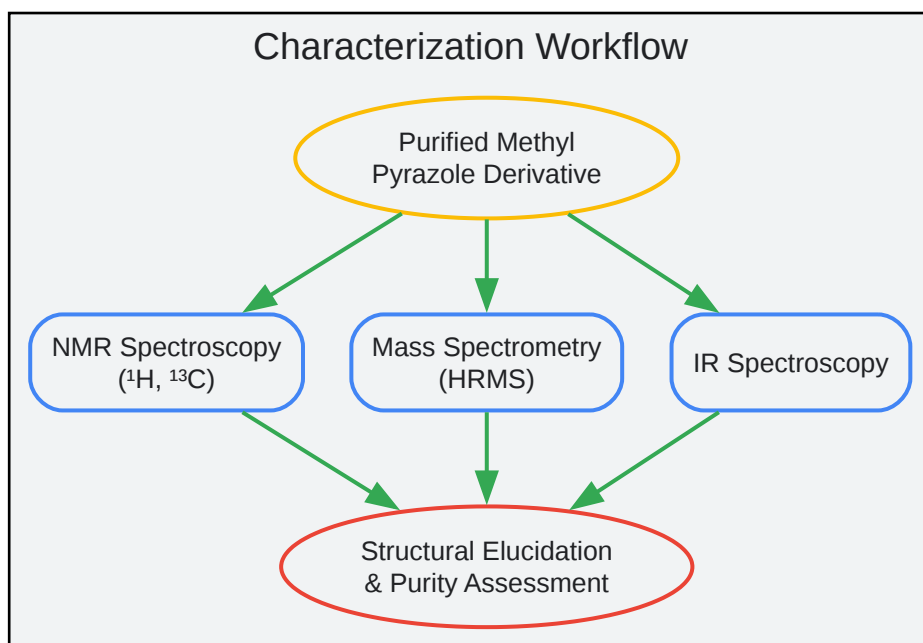 Characterization Workflow
Purified Methyl
Pyrazole Derivative
NMR Spectroscopy
(¹H, ¹³C)
Mass Spectrometry
(HRMS)
IR Spectroscopy
Structural Elucidation
& Purity Assessment